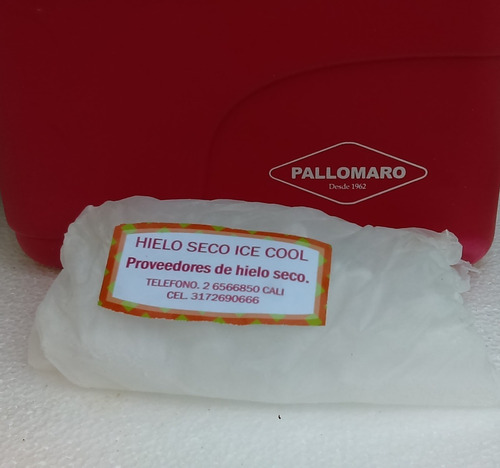 PALLOMARO
Desde 1962
HIELO SECO ICE COOL
Proveedores de hielo seco.
TELEFONO. 2 6566850 CALI
CEL. 3172690666